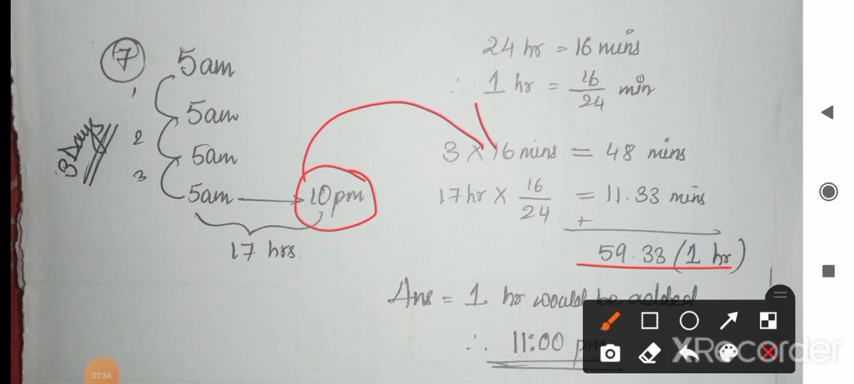 7
5am
1
5am
2
5am
3
5am
10pm
3 Days
17 hrs
24 hr = 16 mins
∴ 1 hr = 16/24 min
3 × 16 mins = 48 mins
17hr × 16/24 = 11.33 mins
+
59.33 (1 hr)
Ans = 1 hr would be added
∴ 11:00 pm
XRecorder
07:34